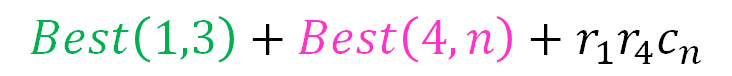 Best(1,3) + Best(4, n) + r₁r₄cₙ